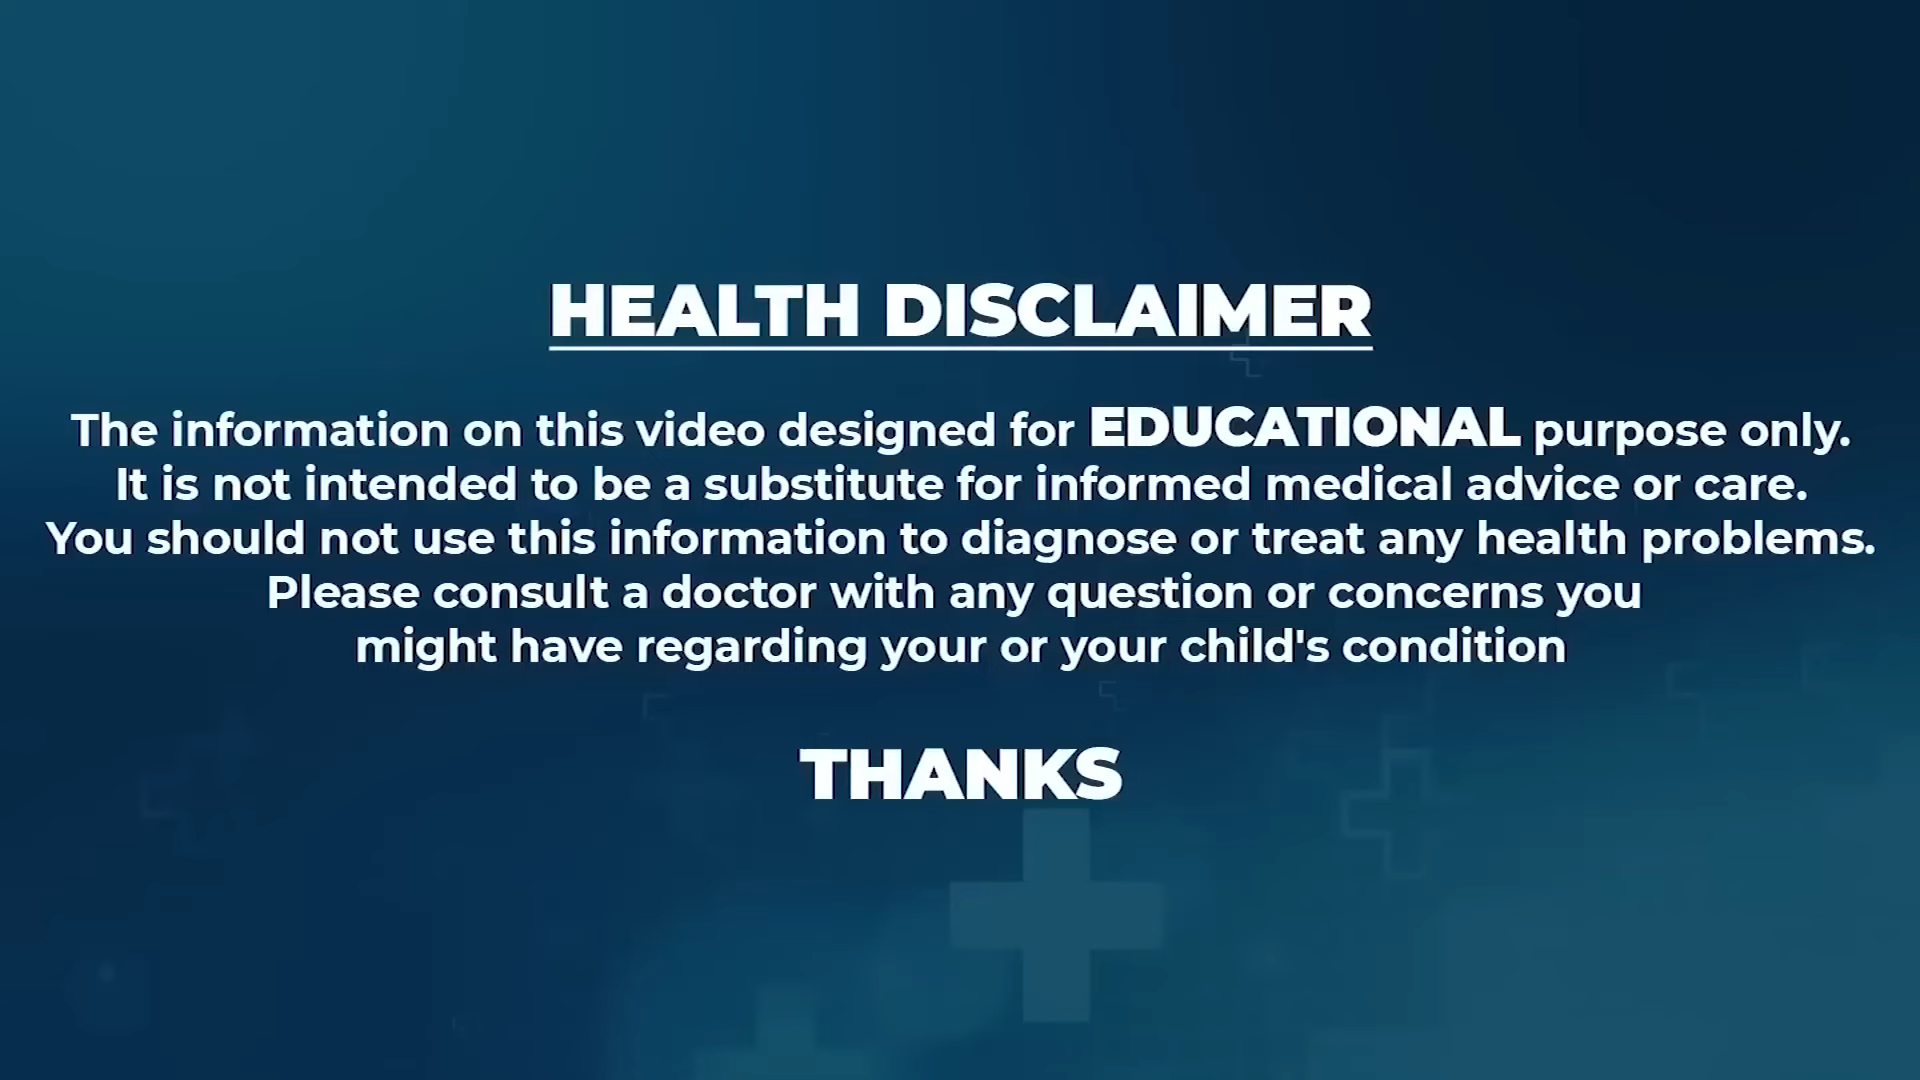 HEALTH DISCLAIMER
The information on this video designed for EDUCATIONAL purpose only.
It is not intended to be a substitute for informed medical advice or care.
You should not use this information to diagnose or treat any health problems.
Please consult a doctor with any question or concerns you
might have regarding your or your child's condition
THANKS